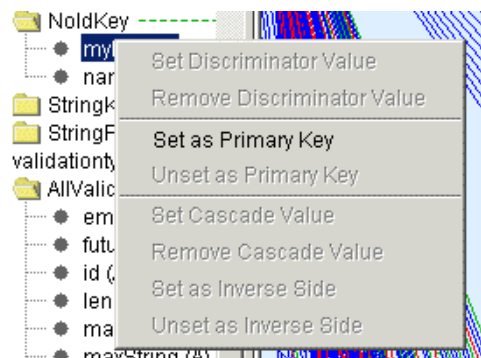 NoIdKey
my
Set Discriminator Value
nar
Remove Discriminator Value
StringK
StringF
Set as Primary Key
validationty
Unset as Primary Key
AllValid
em
Set Cascade Value
futu
Remove Cascade Value
id (
len
Set as Inverse Side
ma
Unset as Inverse Side
mayString (A)